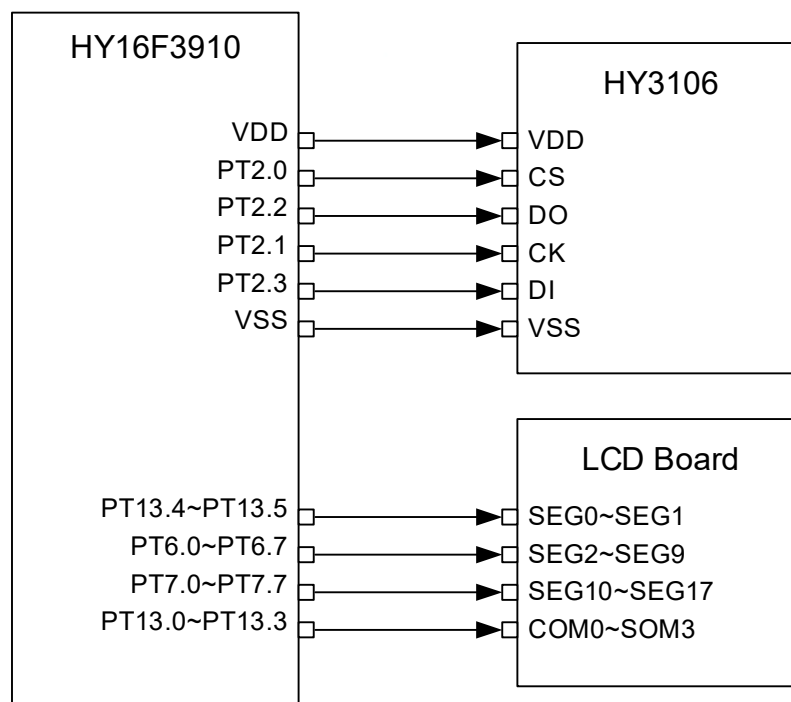 HY16F3910
VDD
PT2.0
PT2.2
PT2.1
PT2.3
VSS
PT13.4~PT13.5
PT6.0~PT6.7
PT7.0~PT7.7
PT13.0~PT13.3
HY3106
VDD
CS
DO
CK
DI
VSS
LCD Board
SEG0~SEG1
SEG2~SEG9
SEG10~SEG17
COM0~SOM3